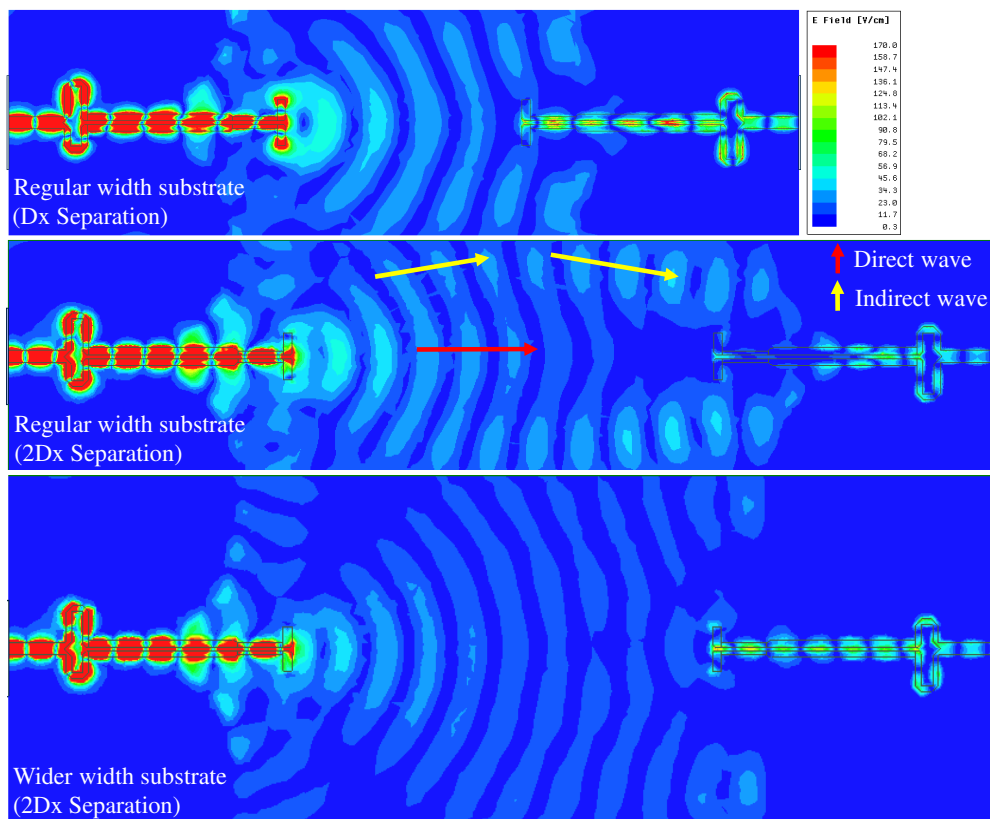 E Field [V/cm]
170.0
158.7
147.4
136.1
124.8
113.4
102.1
90.8
79.5
68.2
56.9
45.6
34.3
23.0
11.7
0.3
Regular width substrate
(Dx Separation)
Direct wave
Indirect wave
Regular width substrate
(2Dx Separation)
Wider width substrate
(2Dx Separation)